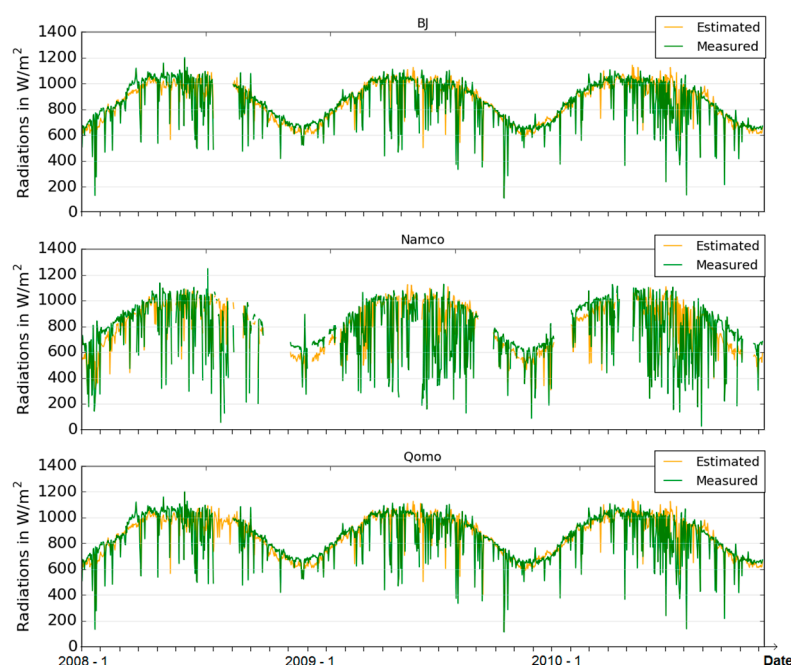 BJ
Estimated
Measured
Radiations in W/m²
1400
1200
1000
800
600
400
200
0
Namco
Estimated
Measured
Radiations in W/m²
1400
1200
1000
800
600
400
200
0
Qomo
Estimated
Measured
Radiations in W/m²
1400
1200
1000
800
600
400
200
0
2008 - 1 2009 - 1 2010 - 1 Date